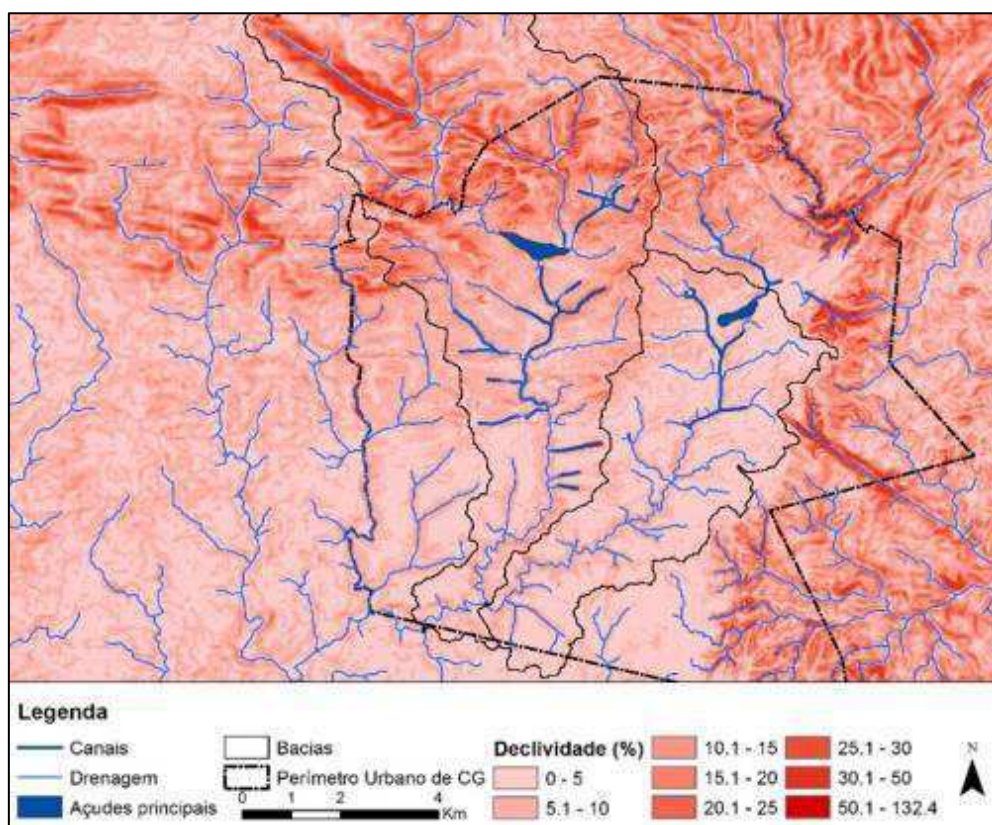 Legenda
Canais
Drenagem
Açudes principais
Bacias
Perímetro Urbano de CG
0 1 2 4
Km
Declividade (%)
0 - 5
5.1 - 10
10.1 - 15
15.1 - 20
20.1 - 25
25.1 - 30
30.1 - 50
50.1 - 132.4
N